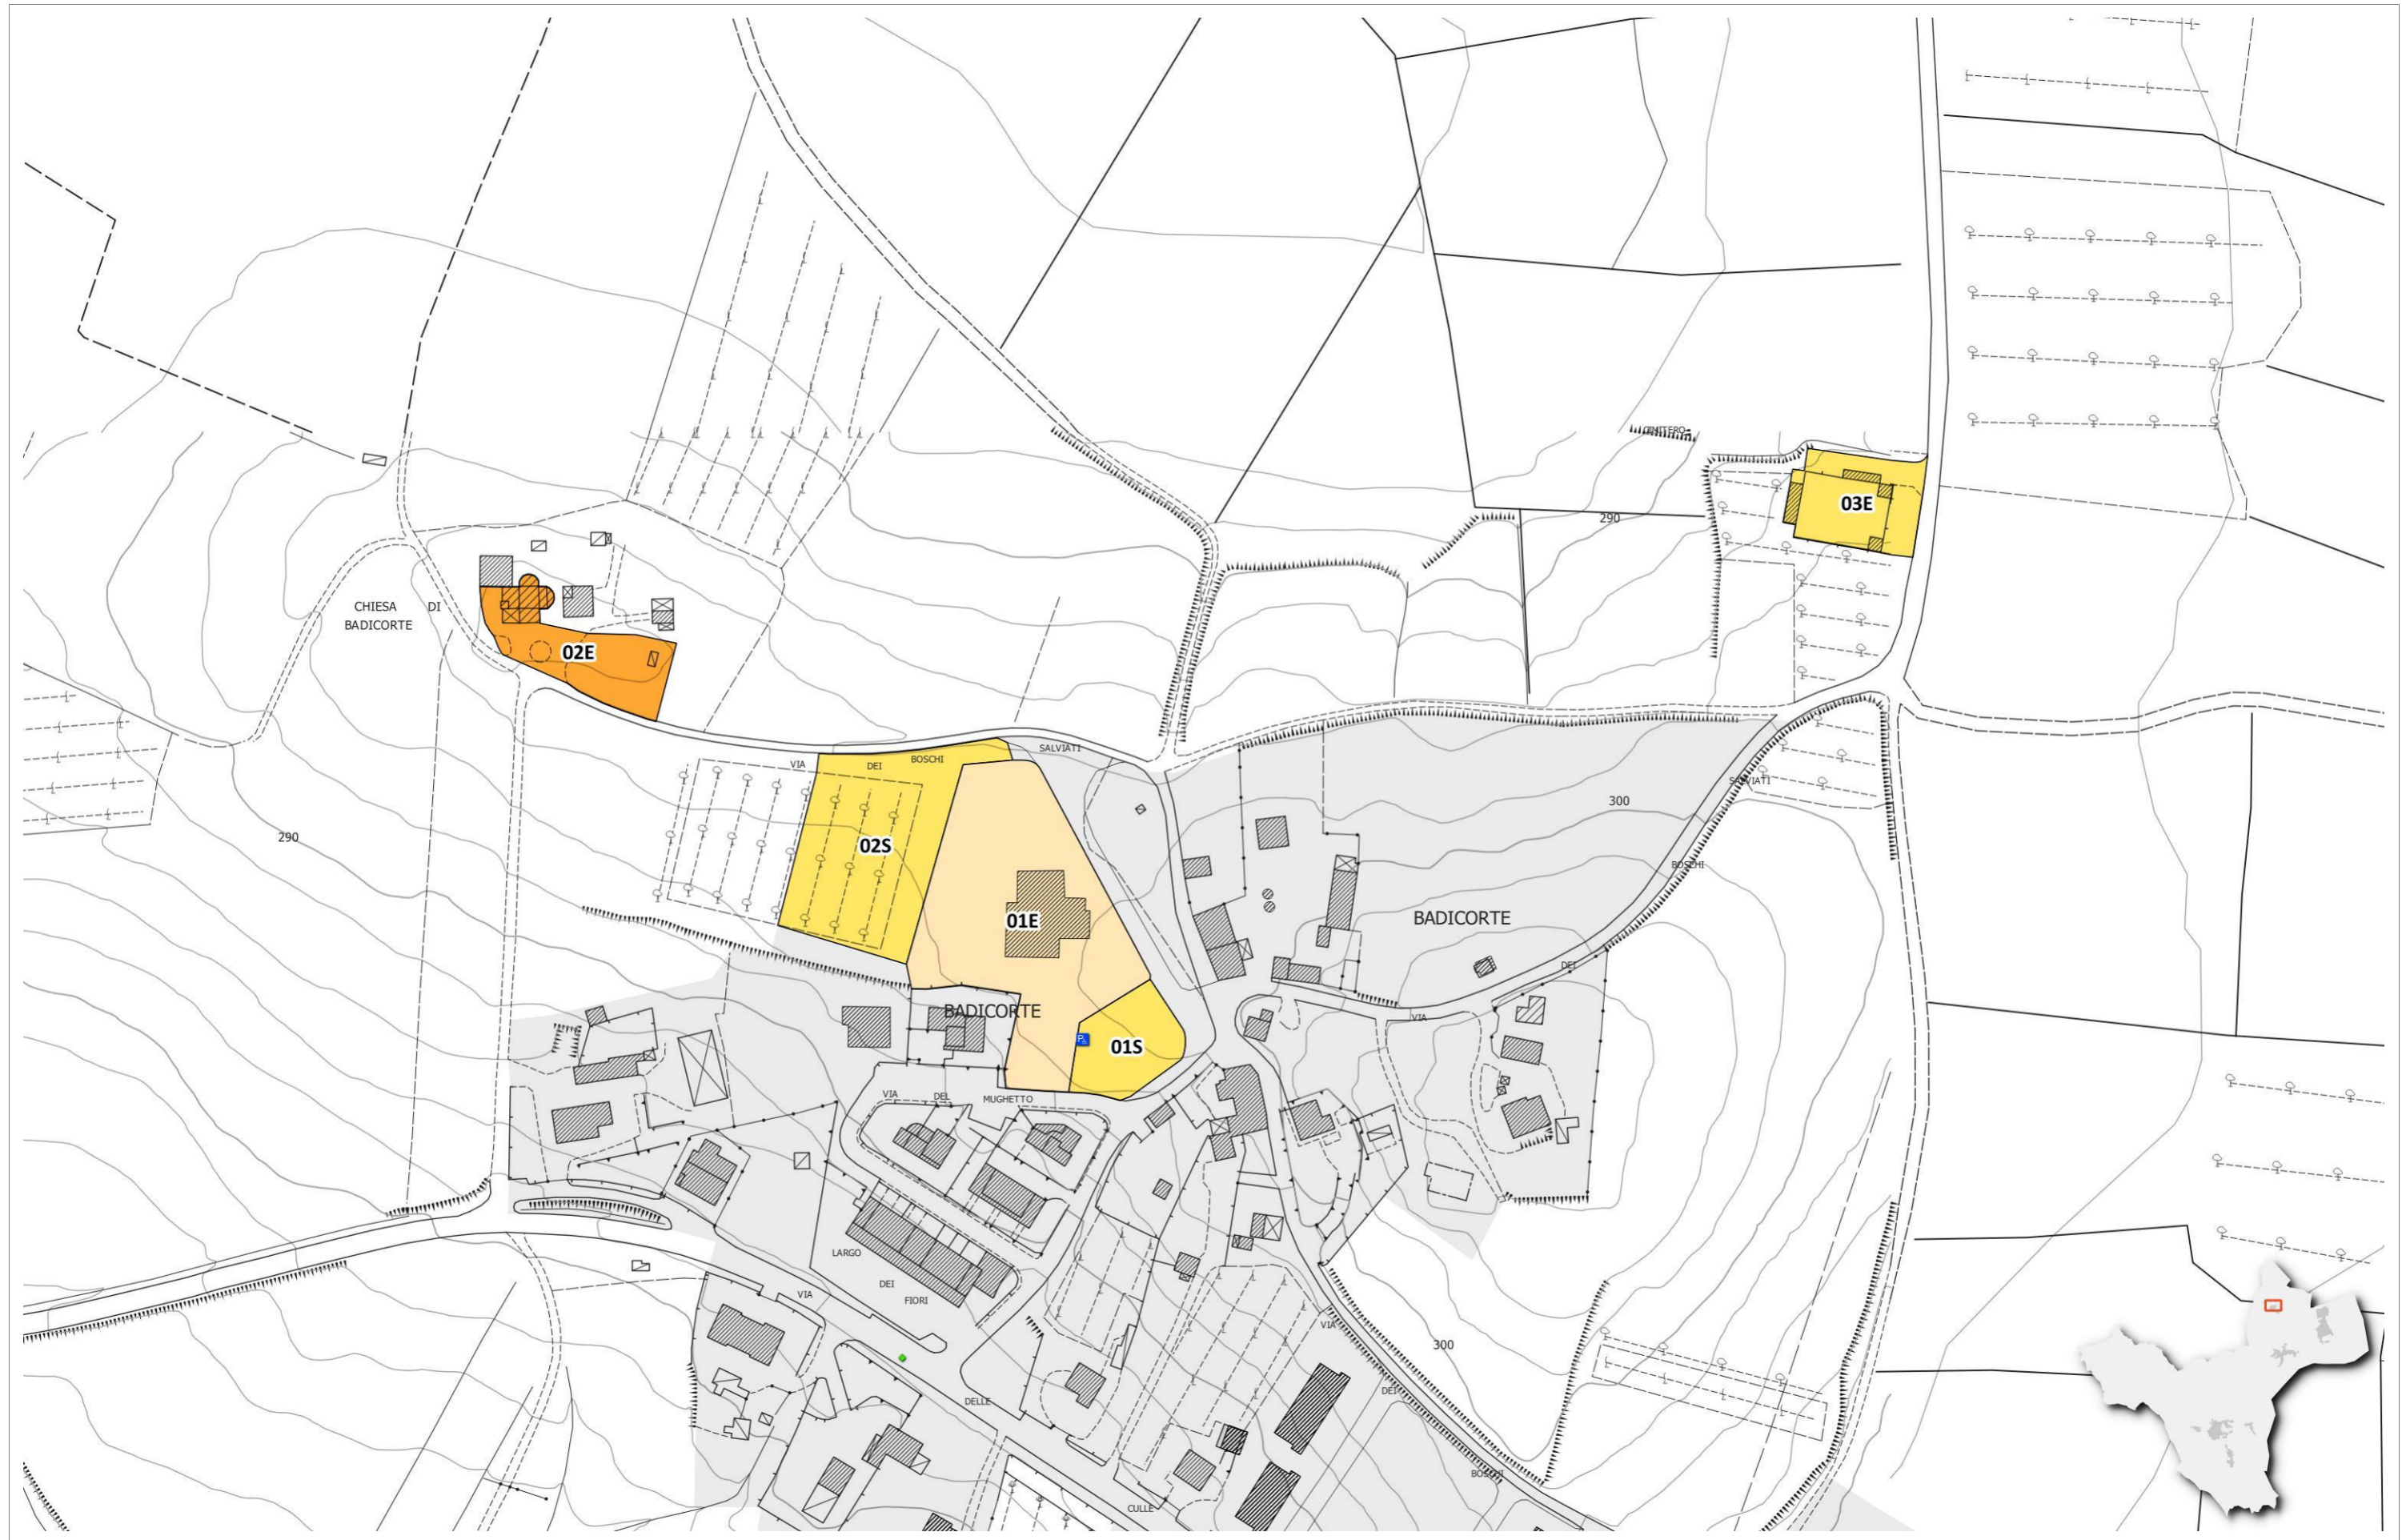 CIMITERO
03E
290
CHIESA DI
BADICORTE
02E
SALVIATI
VIA DEI BOSCHI
SALVIATI
300
290
02S
BOSCHI
01E
BADICORTE
DEI
BADICORTE
VIA
P
01S
VIA DEL MUGHETTO
LARGO
DEI
FIORI
VIA
VIA
300
DEI
DELLE
BOSCHI
CULLE